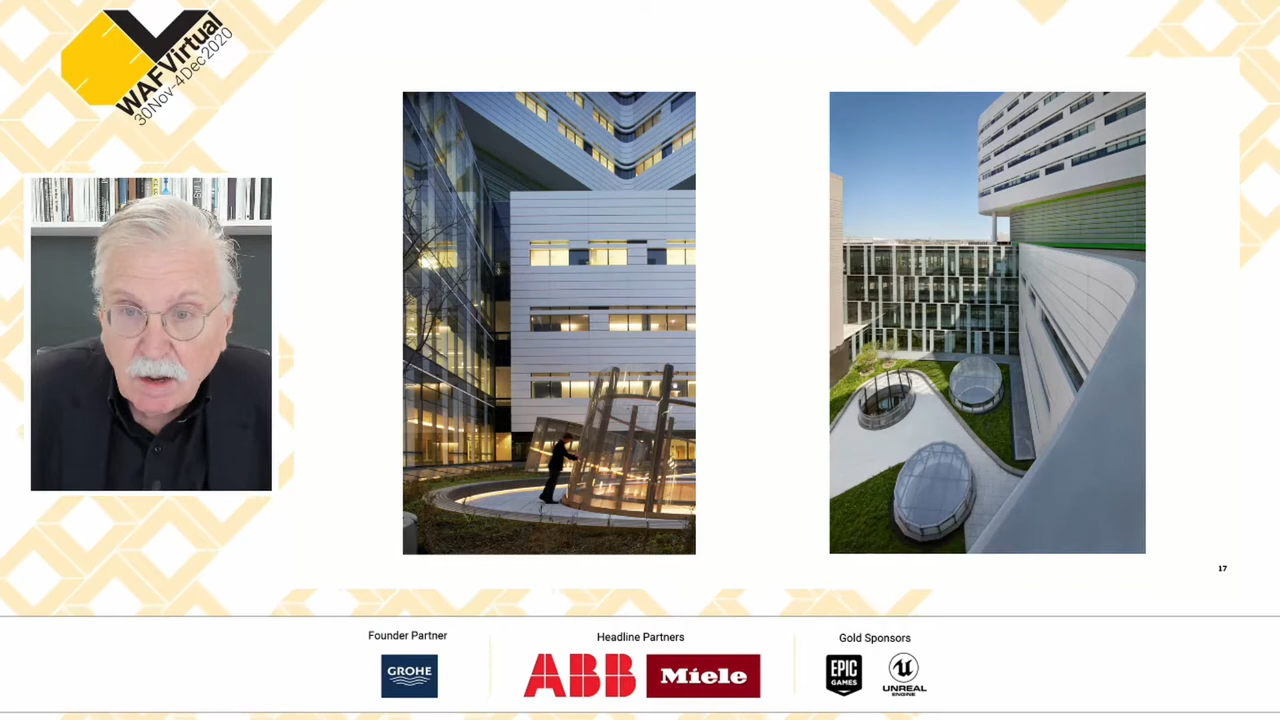 WAFVirtual
30Nov-4Dec2020
17
Founder Partner
Headline Partners
Gold Sponsors
GROHE
ABB
Miele
EPIC
GAMES
UNREAL
ENGINE